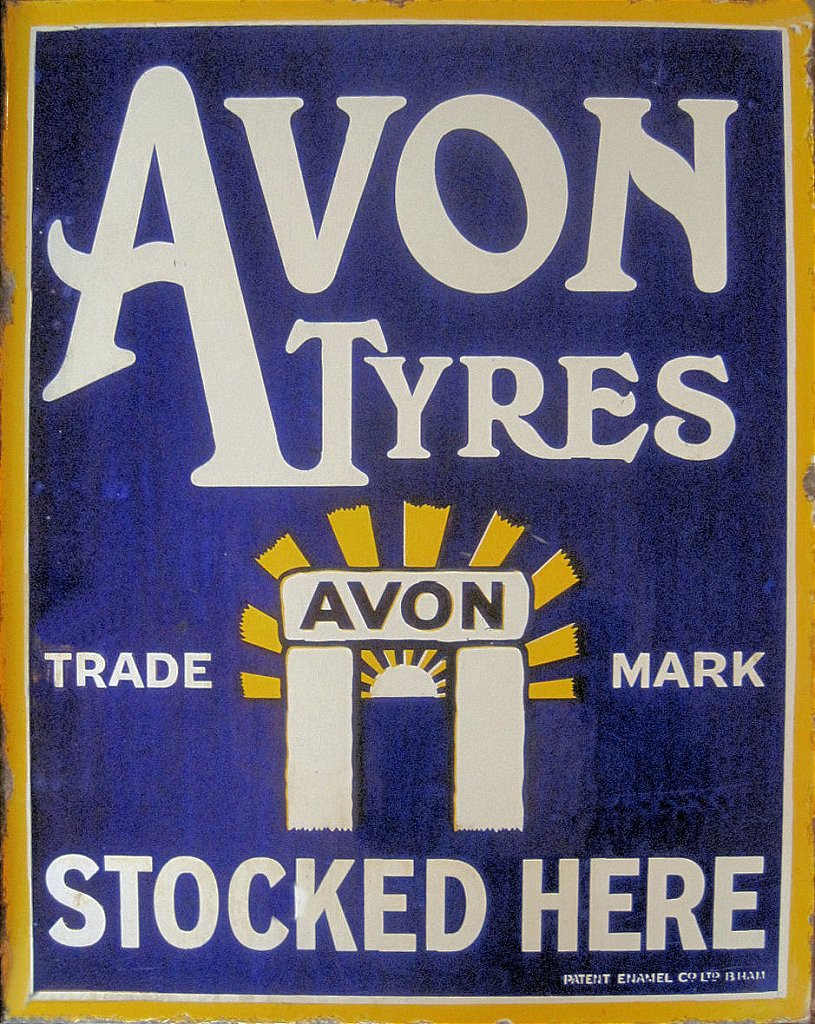 AVON
TYRES
AVON
TRADE MARK
STOCKED HERE
PATENT ENAMEL CO LTD B'HAM